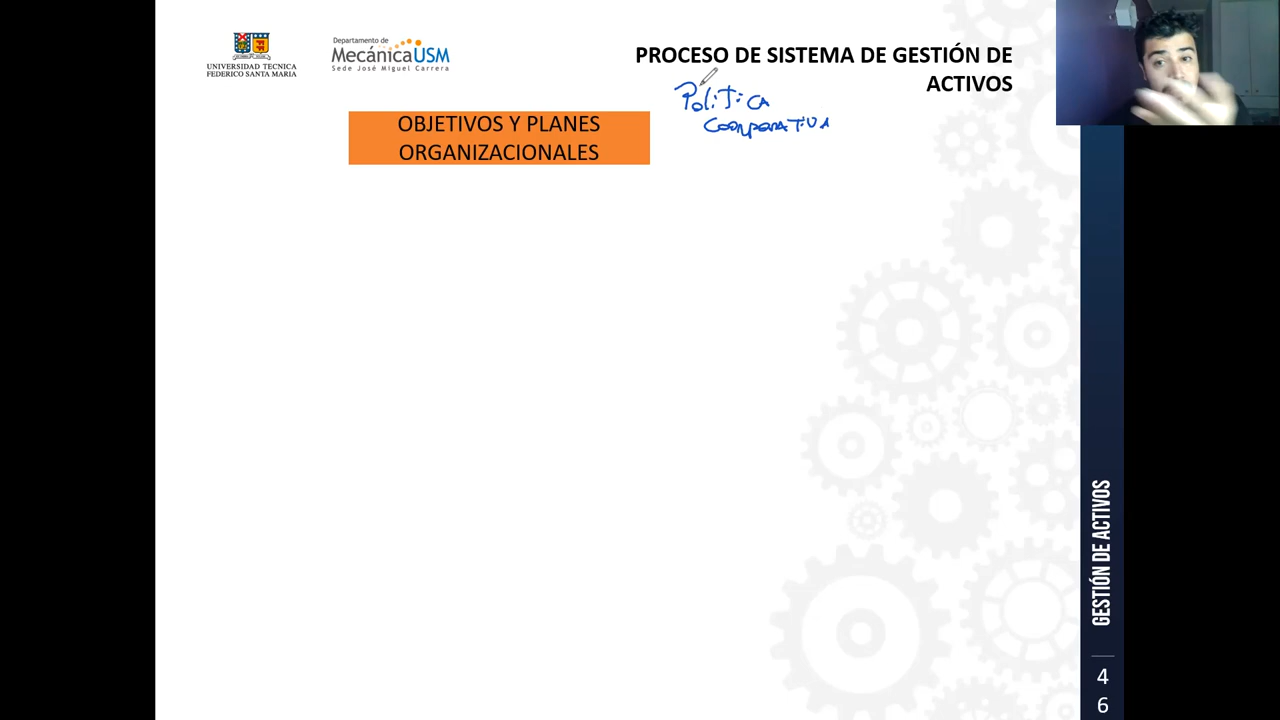 UNIVERSIDAD TECNICA
FEDERICO SANTA MARIA
Departamento de
MecánicaUSM
Sede José Miguel Carrera
PROCESO DE SISTEMA DE GESTIÓN DE
ACTIVOS
Política
Corporativa
OBJETIVOS Y PLANES
ORGANIZACIONALES
GESTIÓN DE ACTIVOS
4
6